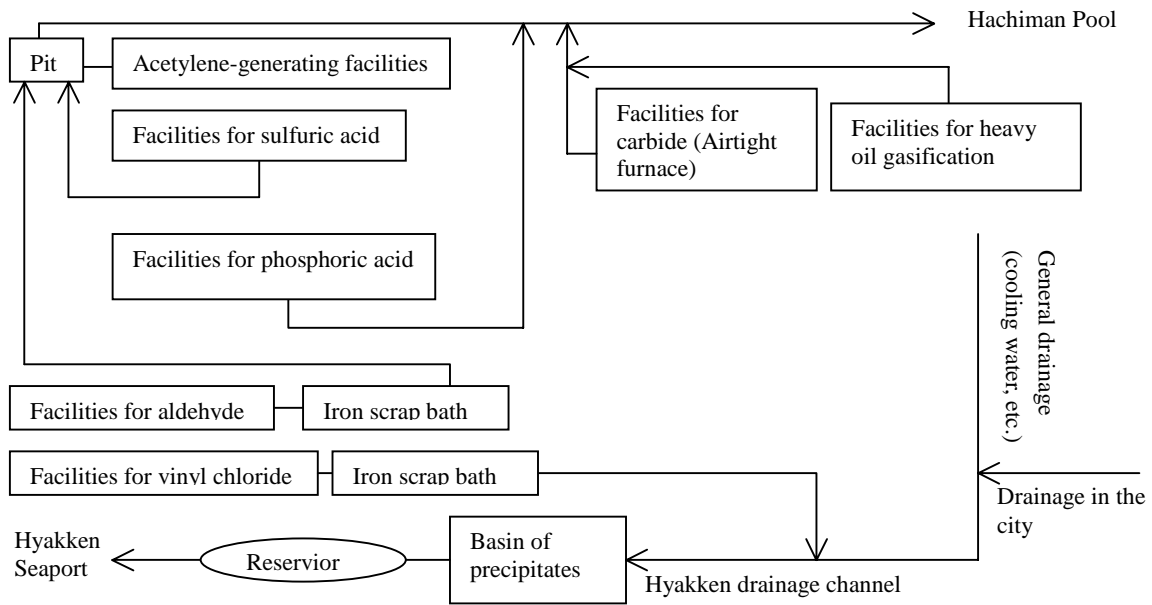 Hachiman Pool
Pit
Acetylene-generating facilities
Facilities for sulfuric acid
Facilities for
carbide (Airtight
furnace)
Facilities for heavy
oil gasification
Facilities for phosphoric acid
General drainage
(cooling water, etc.)
Facilities for aldehyde
Iron scrap bath
Facilities for vinyl chloride
Iron scrap bath
Drainage in the
city
Hyakken
Seaport
Reservior
Basin of
precipitates
Hyakken drainage channel